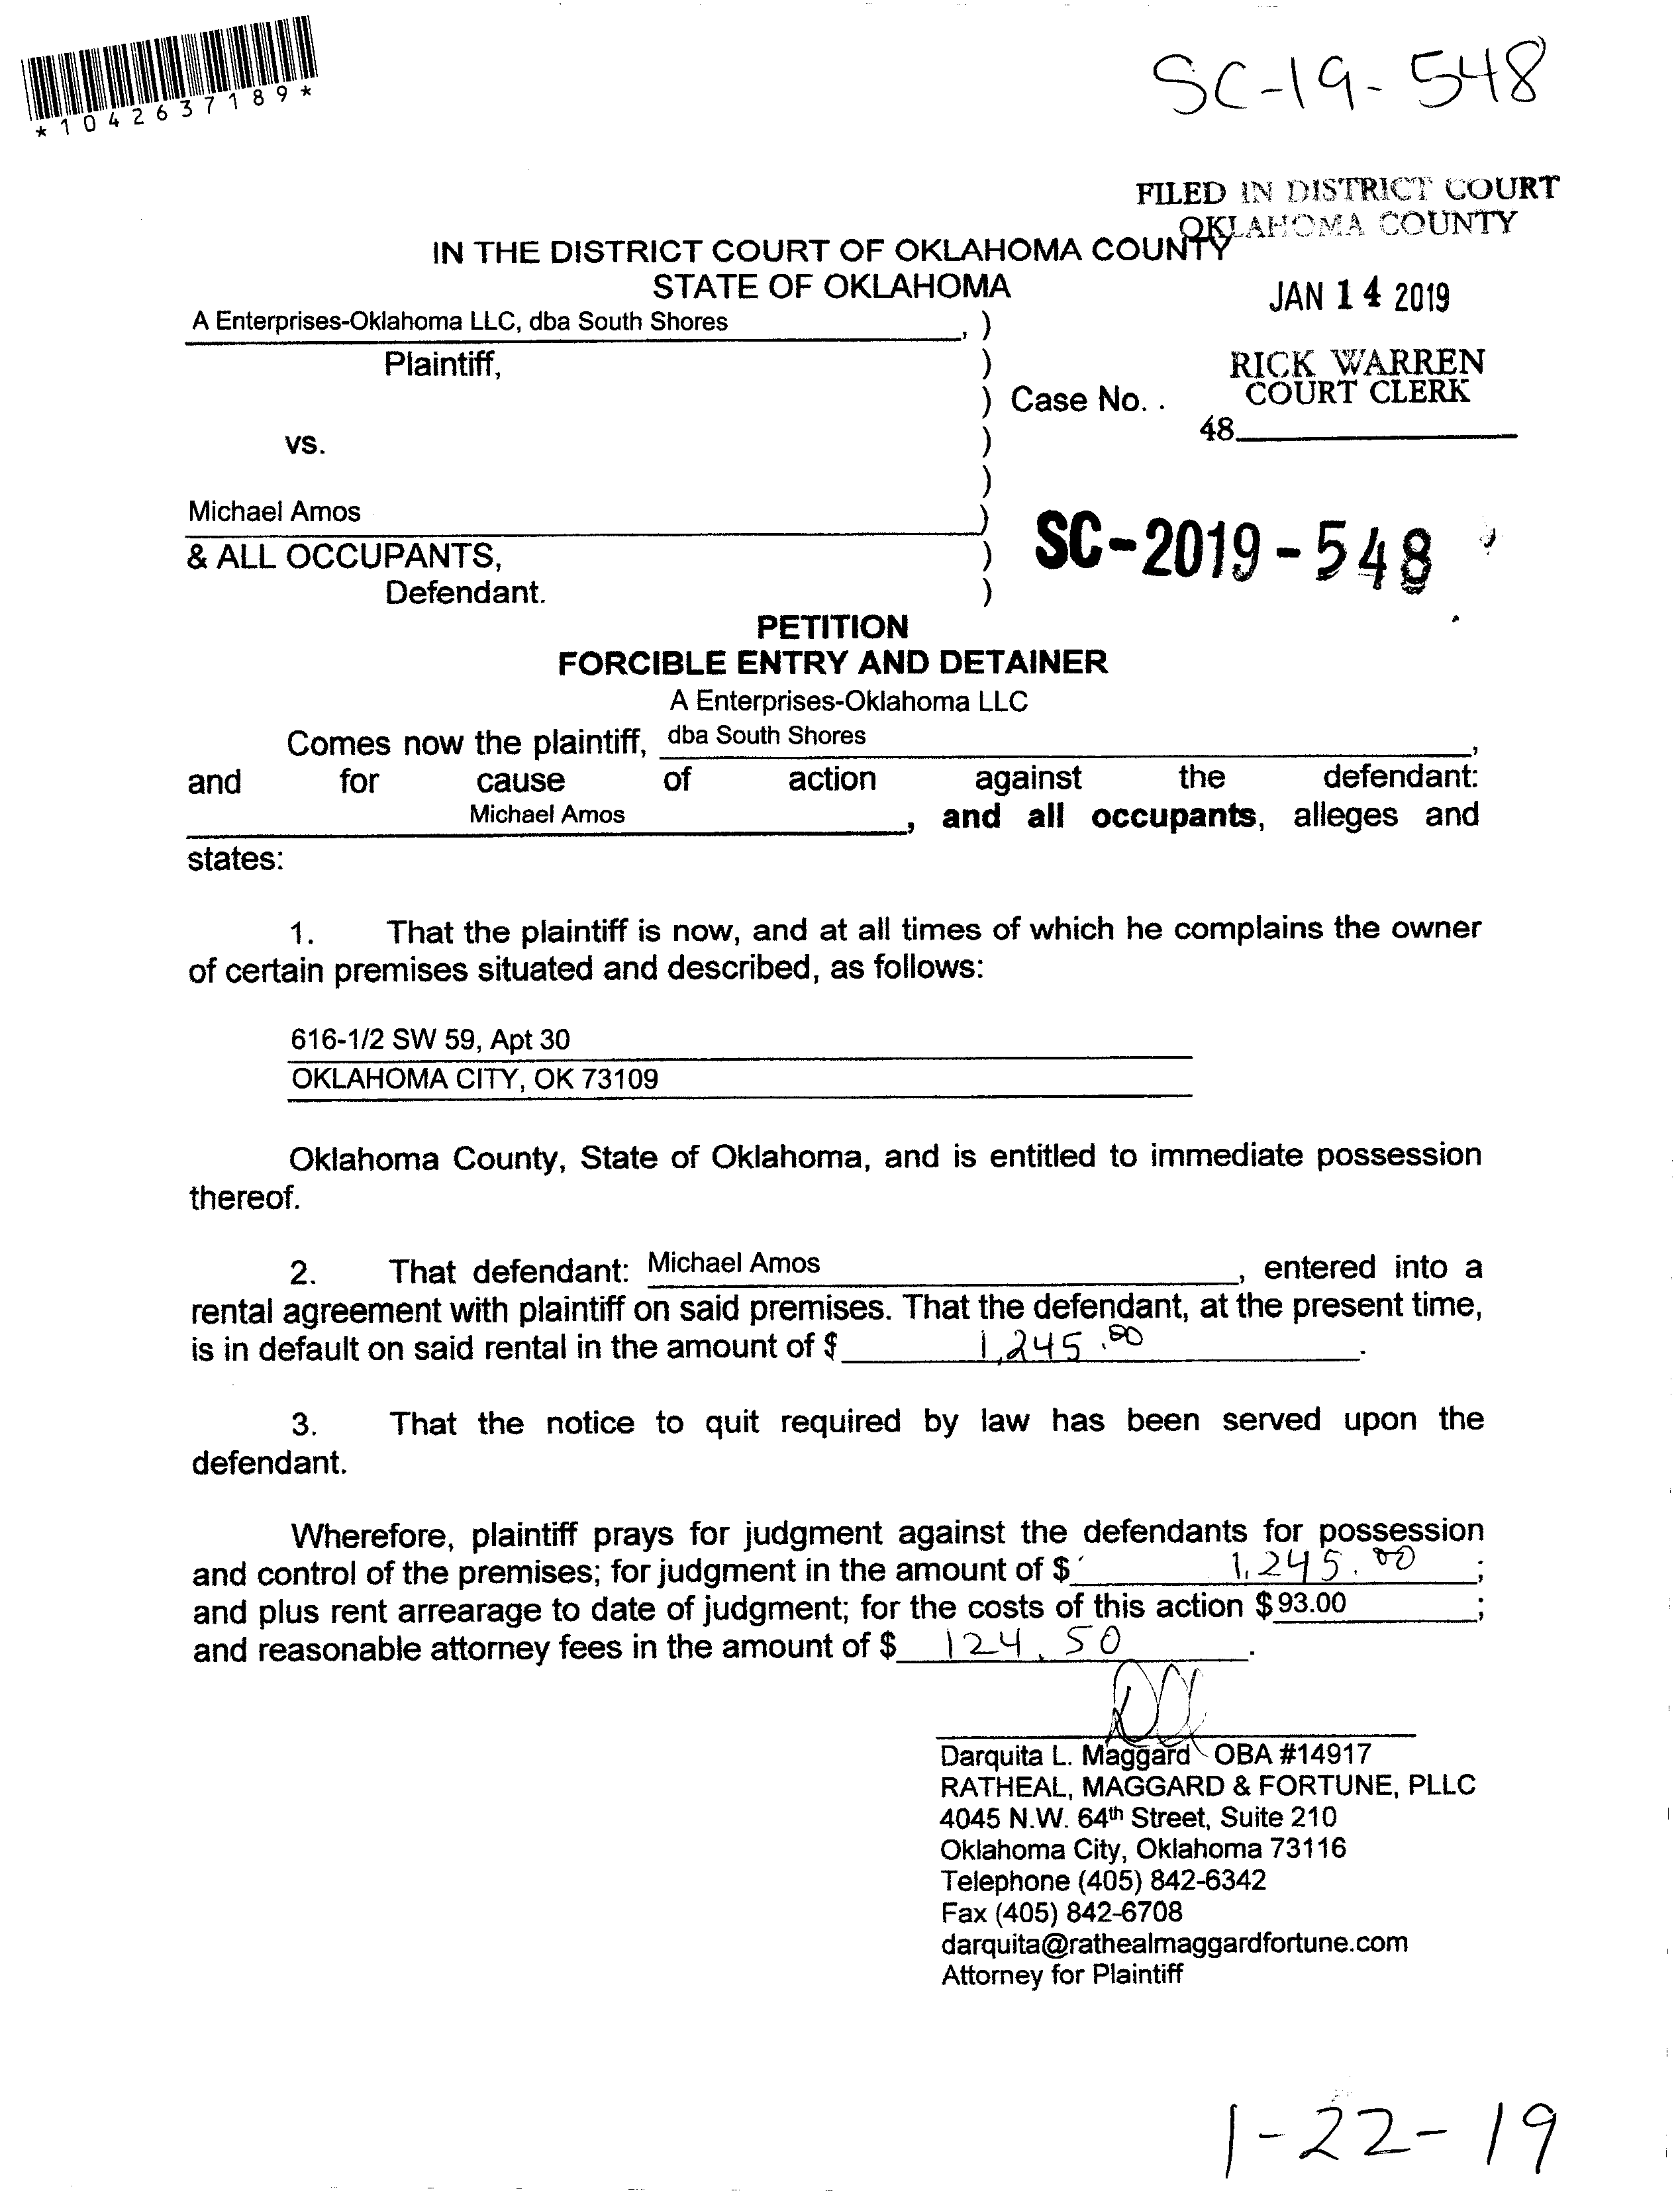 *1042637189*
SC-19-548
FILED IN DISTRICT COURT
OKLAHOMA COUNTY
IN THE DISTRICT COURT OF OKLAHOMA COUNTY
STATE OF OKLAHOMA
JAN 14 2019
A Enterprises-Oklahoma LLC, dba South Shores, )
Plaintiff, )
RICK WARREN
COURT CLERK
) Case No. .
48
vs. )
)
Michael Amos )
& ALL OCCUPANTS, )
SC-2019-548
Defendant. )
PETITION
FORCIBLE ENTRY AND DETAINER
A Enterprises-Oklahoma LLC
Comes now the plaintiff, dba South Shores,
and for cause of action against the defendant:
Michael Amos, and all occupants, alleges and
states:
1. That the plaintiff is now, and at all times of which he complains the owner
of certain premises situated and described, as follows:
616-1/2 SW 59, Apt 30
OKLAHOMA CITY, OK 73109
Oklahoma County, State of Oklahoma, and is entitled to immediate possession
thereof.
2. That defendant: Michael Amos, entered into a
rental agreement with plaintiff on said premises. That the defendant, at the present time,
is in default on said rental in the amount of $ 1,245.00.
3. That the notice to quit required by law has been served upon the
defendant.
Wherefore, plaintiff prays for judgment against the defendants for possession
and control of the premises; for judgment in the amount of $ 1,245.00;
and plus rent arrearage to date of judgment; for the costs of this action $93.00;
and reasonable attorney fees in the amount of $ 124.50.
Darquita L. Maggard OBA #14917
RATHEAL, MAGGARD & FORTUNE, PLLC
4045 N.W. 64th Street, Suite 210
Oklahoma City, Oklahoma 73116
Telephone (405) 842-6342
Fax (405) 842-6708
darquita@rathealmaggardfortune.com
Attorney for Plaintiff
1-22-19